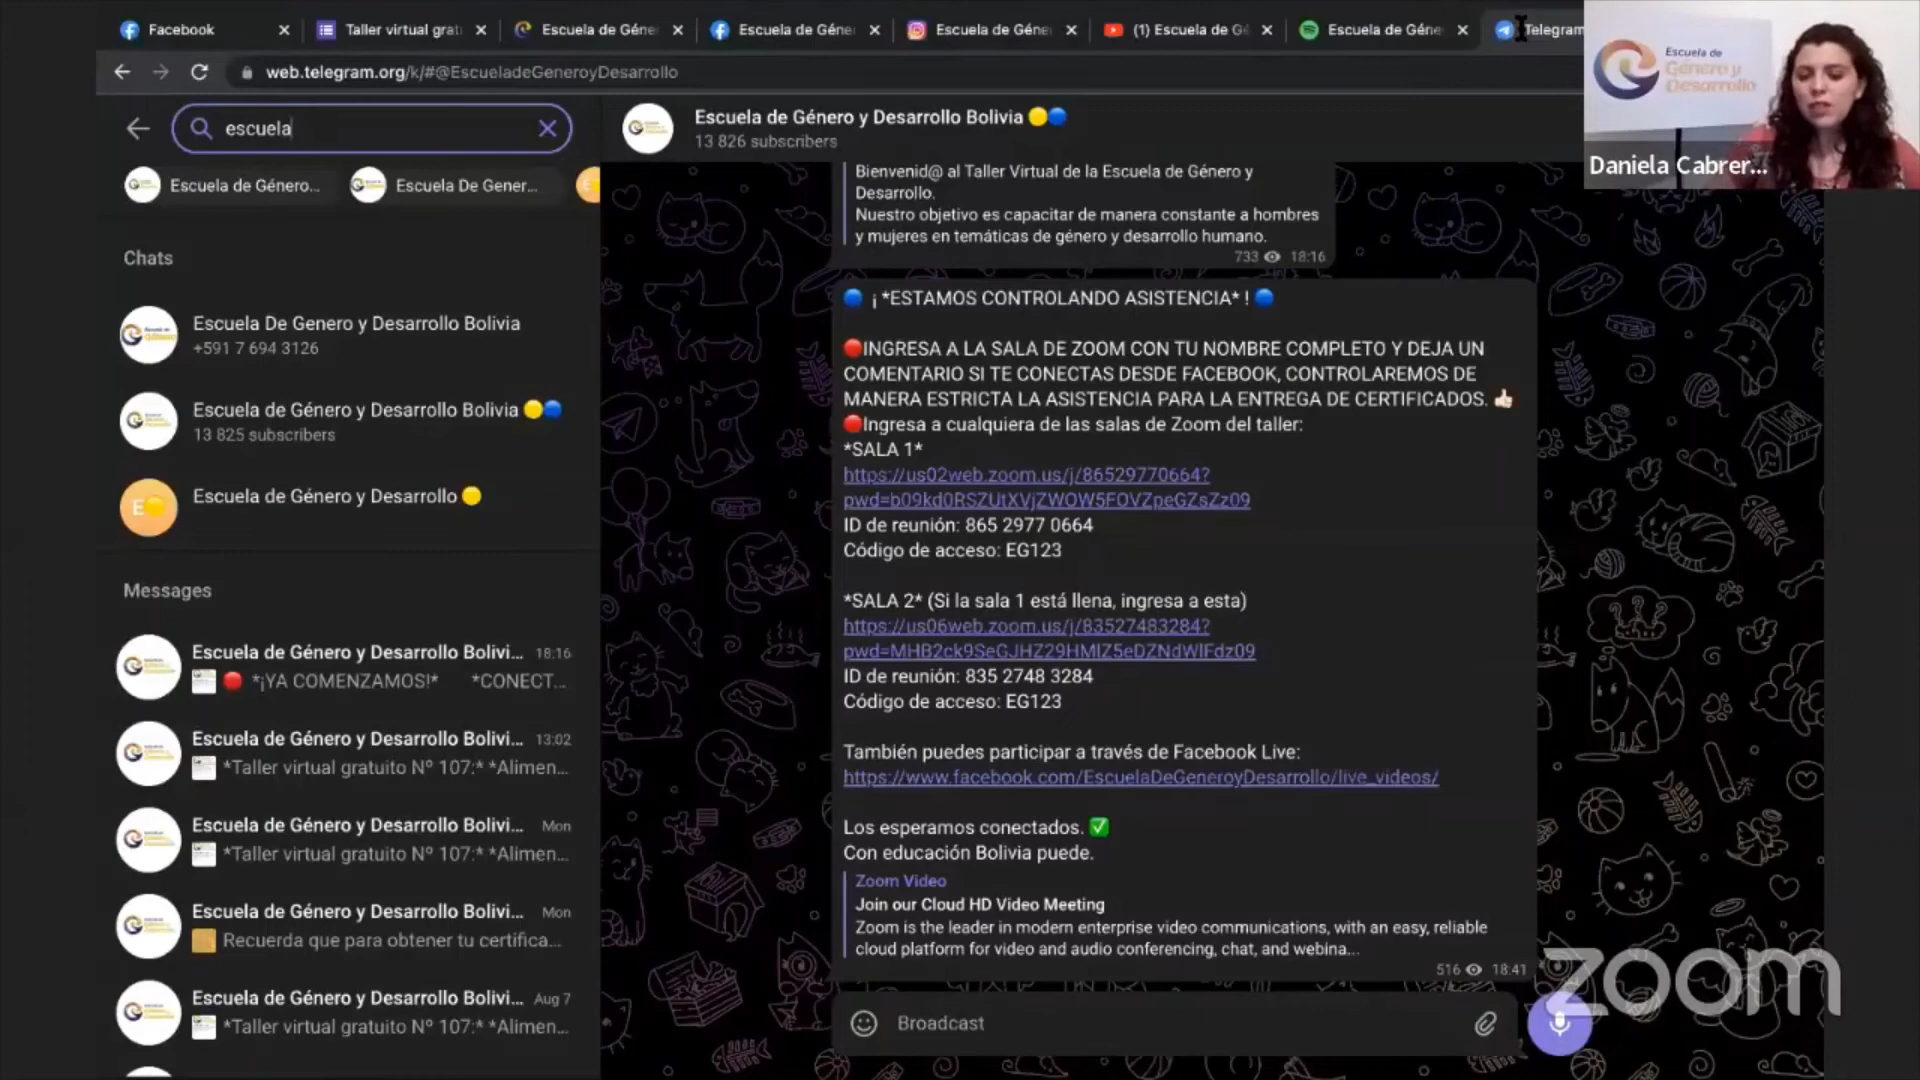 Facebook
Taller virtual grat
Escuela de Géne
Escuela de Géne
Escuela de Géne
(1) Escuela de G
Escuela de Géne
Telegram
web.telegram.org/k/#@EscueladeGeneroyDesarrollo
Escuela de
Género y
Desarrollo
Daniela Cabrer...
escuela
Escuela de Género...
Escuela De Gener...
Chats
Escuela De Genero y Desarrollo Bolivia
+591 7 694 3126
Escuela de Género y Desarrollo Bolivia 🟡🔵
13 825 subscribers
E🟡
Escuela de Género y Desarrollo 🟡
Messages
Escuela de Género y Desarrollo Bolivi... 18:16
🔴 *¡YA COMENZAMOS!* *CONECT...
Escuela de Género y Desarrollo Bolivi... 13:02
*Taller virtual gratuito Nº 107:* *Alimen...
Escuela de Género y Desarrollo Bolivi... Mon
*Taller virtual gratuito Nº 107:* *Alimen...
Escuela de Género y Desarrollo Bolivi... Mon
Recuerda que para obtener tu certifica...
Escuela de Género y Desarrollo Bolivi... Aug 7
*Taller virtual gratuito Nº 107:* *Alimen...
Escuela de Género y Desarrollo Bolivia 🟡🔵
13 826 subscribers
Bienvenid@ al Taller Virtual de la Escuela de Género y
Desarrollo.
Nuestro objetivo es capacitar de manera constante a hombres
y mujeres en temáticas de género y desarrollo humano.
733 18:16
🔵 ¡ *ESTAMOS CONTROLANDO ASISTENCIA* ! 🔵
🔴INGRESA A LA SALA DE ZOOM CON TU NOMBRE COMPLETO Y DEJA UN
COMENTARIO SI TE CONECTAS DESDE FACEBOOK, CONTROLAREMOS DE
MANERA ESTRICTA LA ASISTENCIA PARA LA ENTREGA DE CERTIFICADOS. 👍🏻
🔴Ingresa a cualquiera de las salas de Zoom del taller:
*SALA 1*
https://us02web.zoom.us/j/86529770664?
pwd=b09kd0RSZUtXVjZWOW5FOVZpeGZsZz09
ID de reunión: 865 2977 0664
Código de acceso: EG123
*SALA 2* (Si la sala 1 está llena, ingresa a esta)
https://us06web.zoom.us/j/83527483284?
pwd=MHB2ck9SeGJHZ29HMlZ5eDZNdWlFdz09
ID de reunión: 835 2748 3284
Código de acceso: EG123
También puedes participar a través de Facebook Live:
https://www.facebook.com/EscuelaDeGeneroyDesarrollo/live_videos/
Los esperamos conectados. ✅
Con educación Bolivia puede.
Zoom Video
Join our Cloud HD Video Meeting
Zoom is the leader in modern enterprise video communications, with an easy, reliable
cloud platform for video and audio conferencing, chat, and webina...
516 18:41
Broadcast
zoom